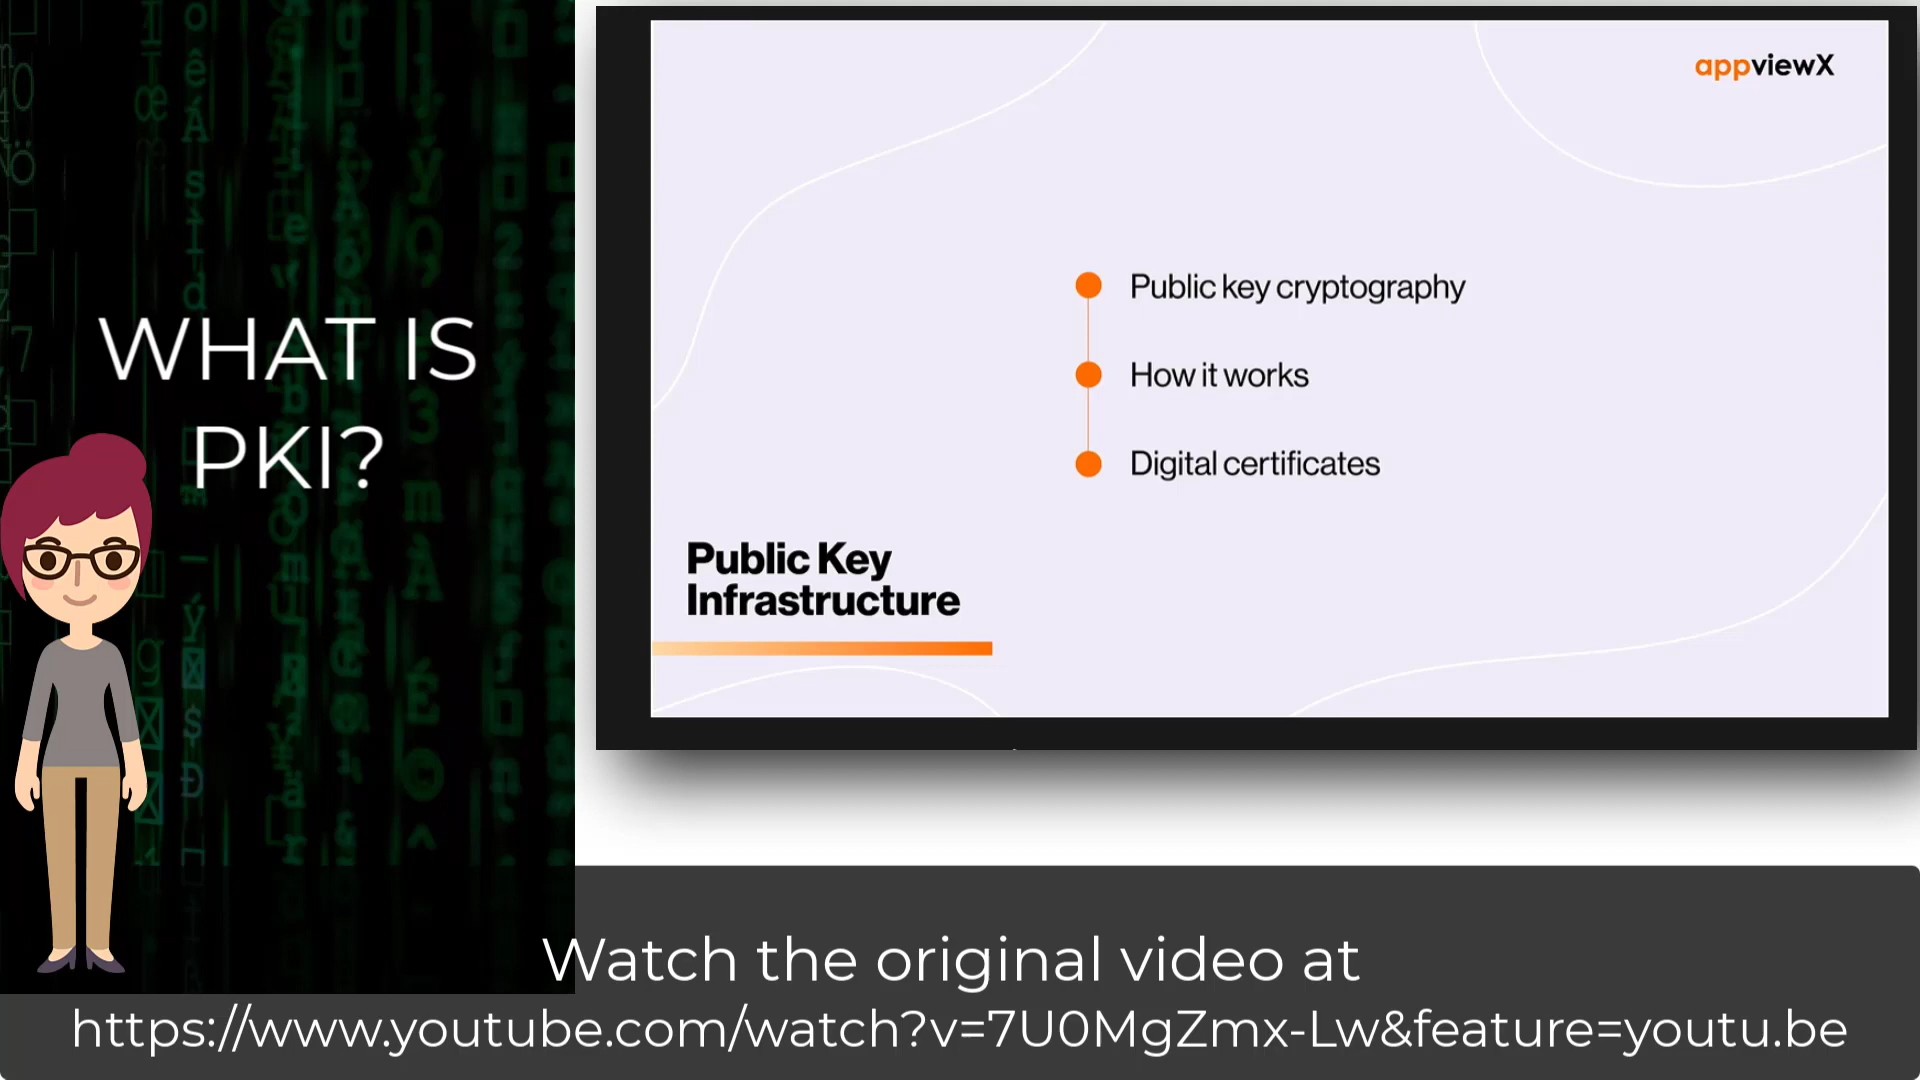 WHAT IS
PKI?
appviewX
Public key cryptography
How it works
Digital certificates
Public Key
Infrastructure
Watch the original video at
https://www.youtube.com/watch?v=7U0MgZmx-Lw&feature=youtu.be